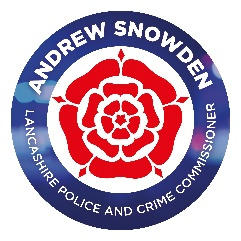 ANDREW SNOWDEN
LANCASHIRE POLICE AND CRIME COMMISSIONER